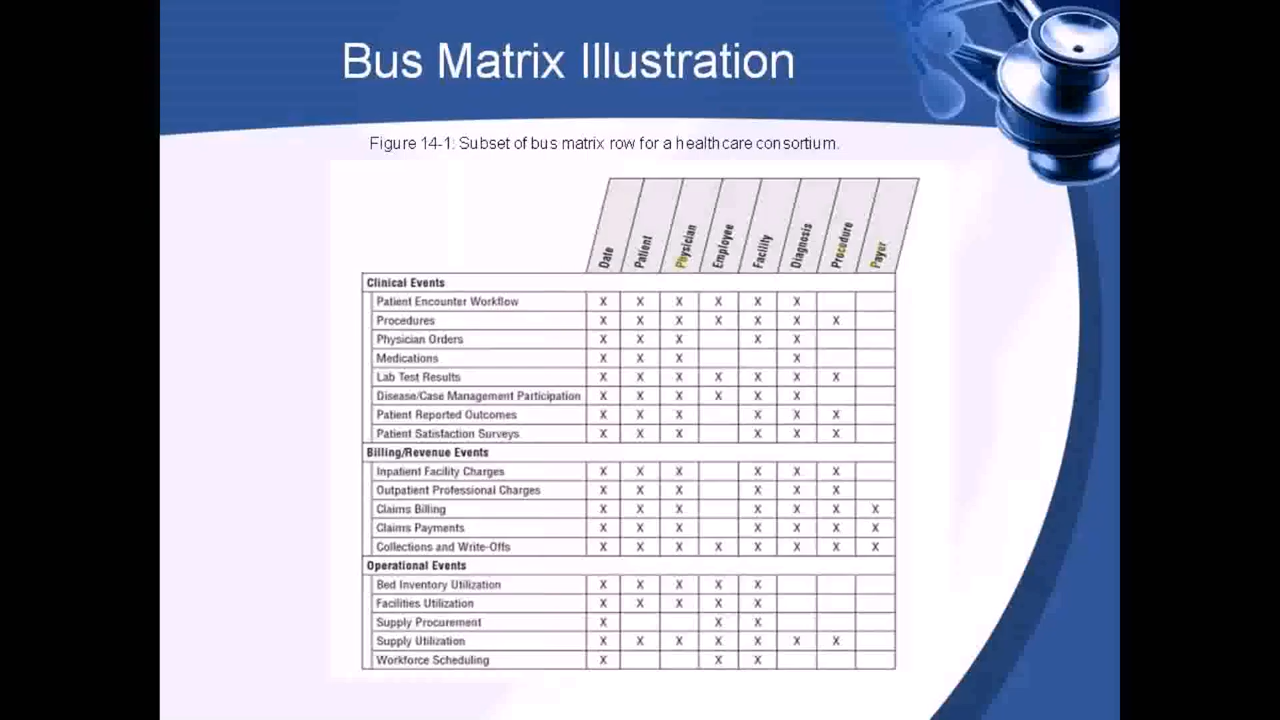 Bus Matrix Illustration
Figure 14-1: Subset of bus matrix row for a healthcare consortium.
Date Patient Physician Employee Facility Diagnosis Procedure Payer
Clinical Events
Patient Encounter Workflow X X X X X X
Procedures X X X X X X X
Physician Orders X X X X X
Medications X X X X
Lab Test Results X X X X X X X
Disease/Case Management Participation X X X X X X
Patient Reported Outcomes X X X X X X
Patient Satisfaction Surveys X X X X X X
Billing/Revenue Events
Inpatient Facility Charges X X X X X X
Outpatient Professional Charges X X X X X X
Claims Billing X X X X X X X
Claims Payments X X X X X X X
Collections and Write-Offs X X X X X X X X
Operational Events
Bed Inventory Utilization X X X X X
Facilities Utilization X X X X X
Supply Procurement X X X
Supply Utilization X X X X X X X
Workforce Scheduling X X X